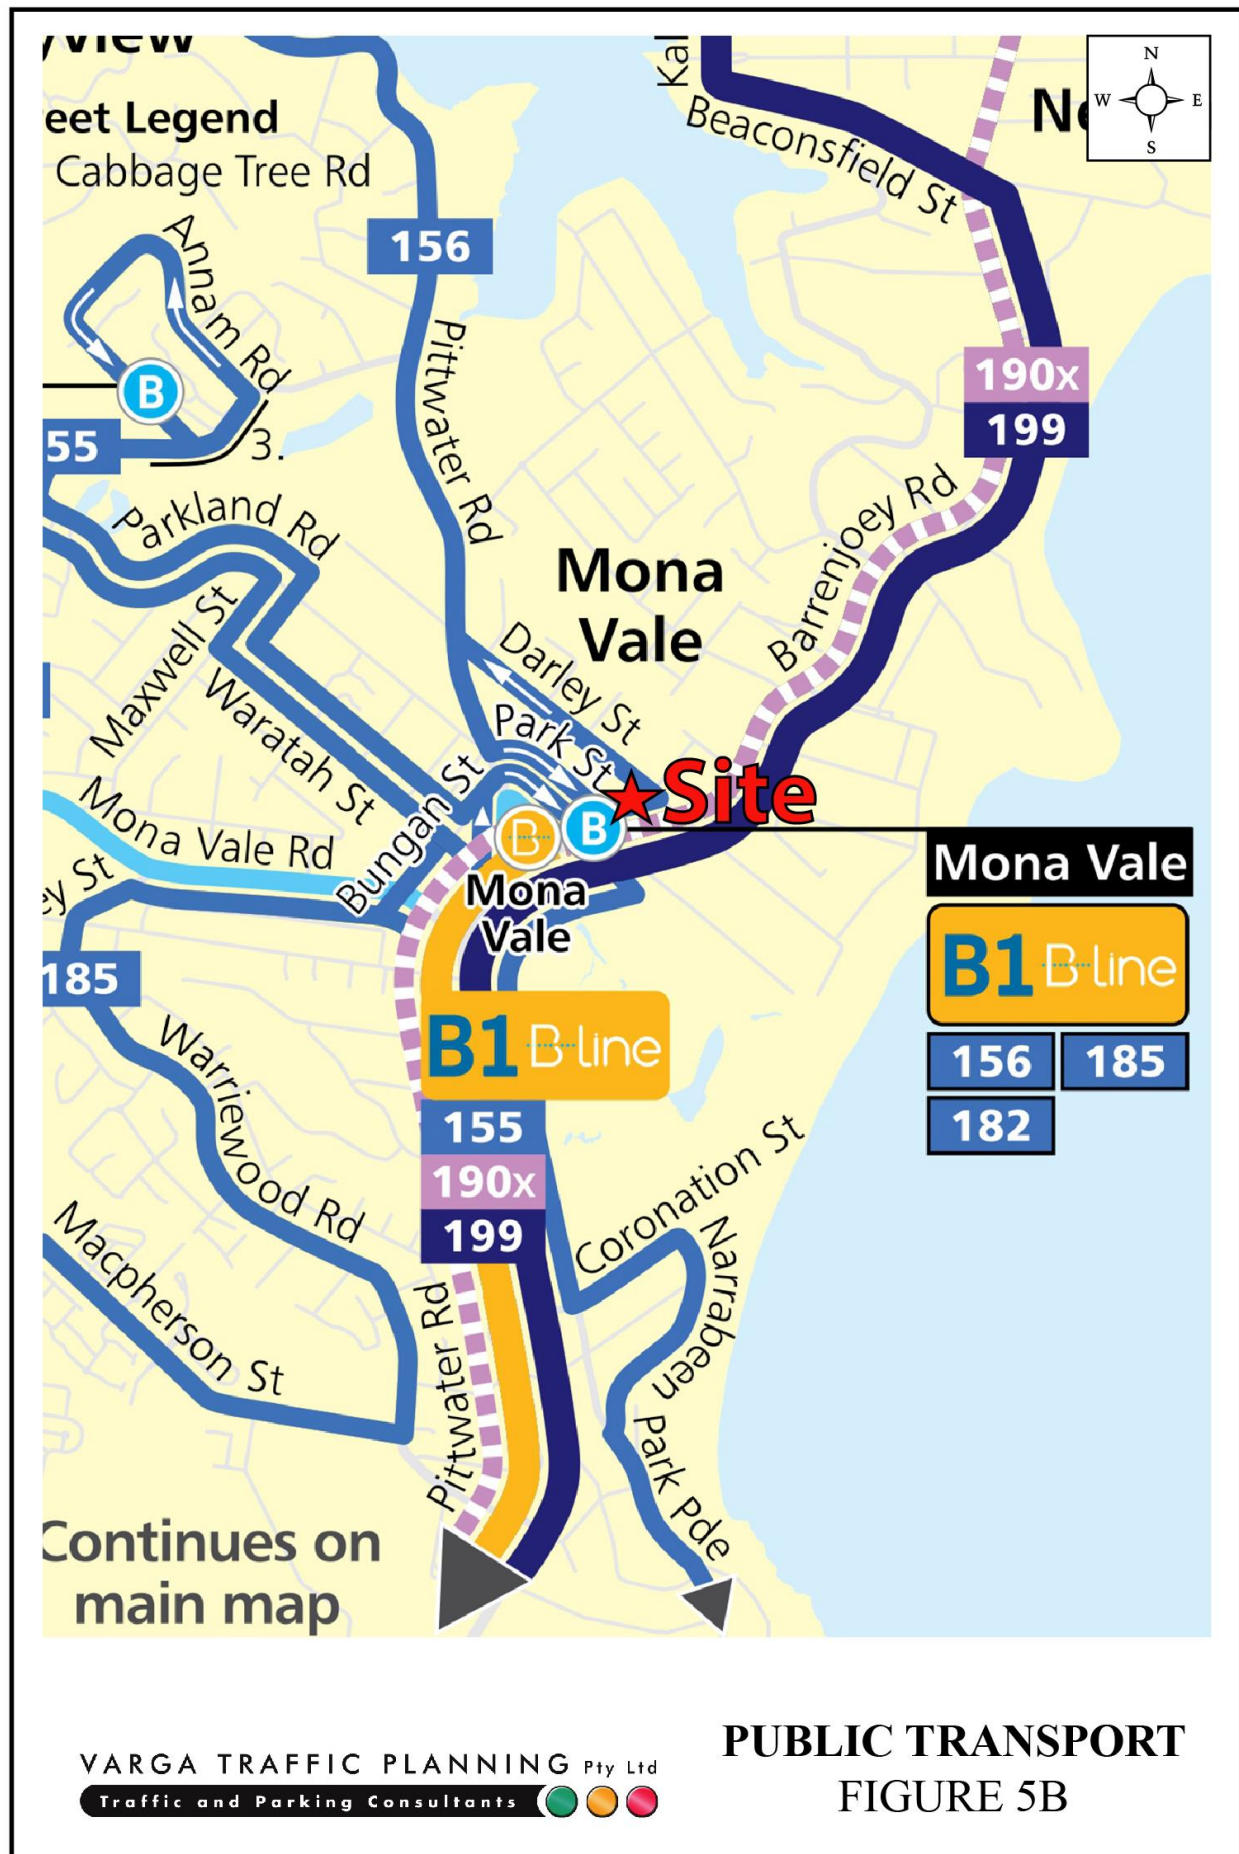 N
W E
S
eet Legend
Cabbage Tree Rd
Beaconsfield St
Annam Rd
156
Pittwater Rd
190x
199
B
55
3.
Parkland Rd
Barrenjoey Rd
Mona
Vale
Maxwell St
Waratah St
Darley St
Park St
Site
Bungan St
B
B
Mona Vale Rd
Mona
Vale
Mona Vale
B1 B-line
156 185
182
ey St
185
B1 B-line
155
190x
199
Warriewood Rd
Macpherson St
Pittwater Rd
Coronation St
Narrabeen
Park Pde
Continues on
main map
VARGA TRAFFIC PLANNING Pty Ltd
Traffic and Parking Consultants
PUBLIC TRANSPORT
FIGURE 5B